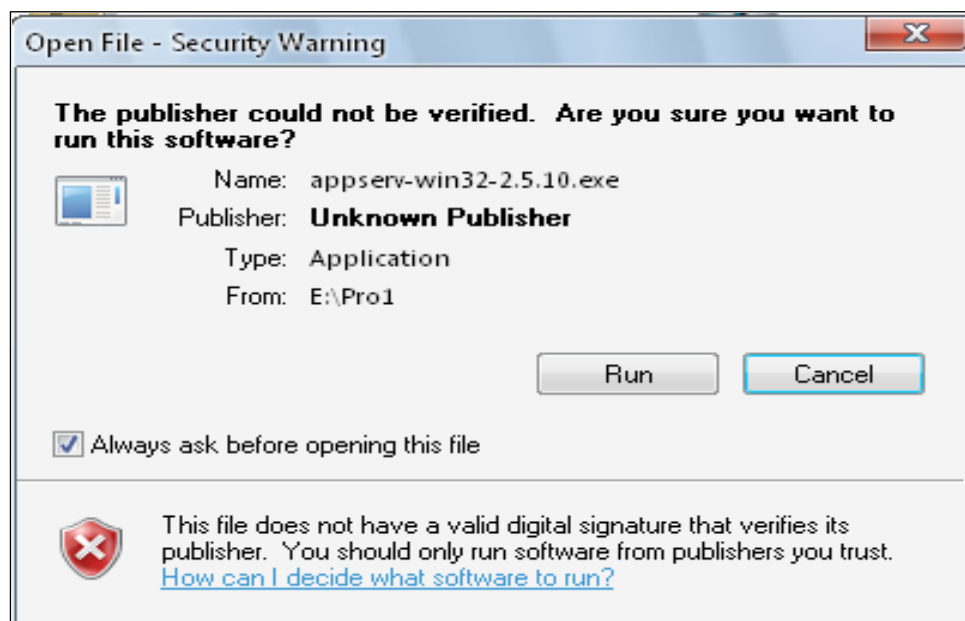 Open File - Security Warning
The publisher could not be verified.  Are you sure you want to
run this software?
Name: appserv-win32-2.5.10.exe
Publisher: Unknown Publisher
Type: Application
From: E:\Pro1
Run Cancel
Always ask before opening this file
This file does not have a valid digital signature that verifies its
publisher.  You should only run software from publishers you trust.
How can I decide what software to run?